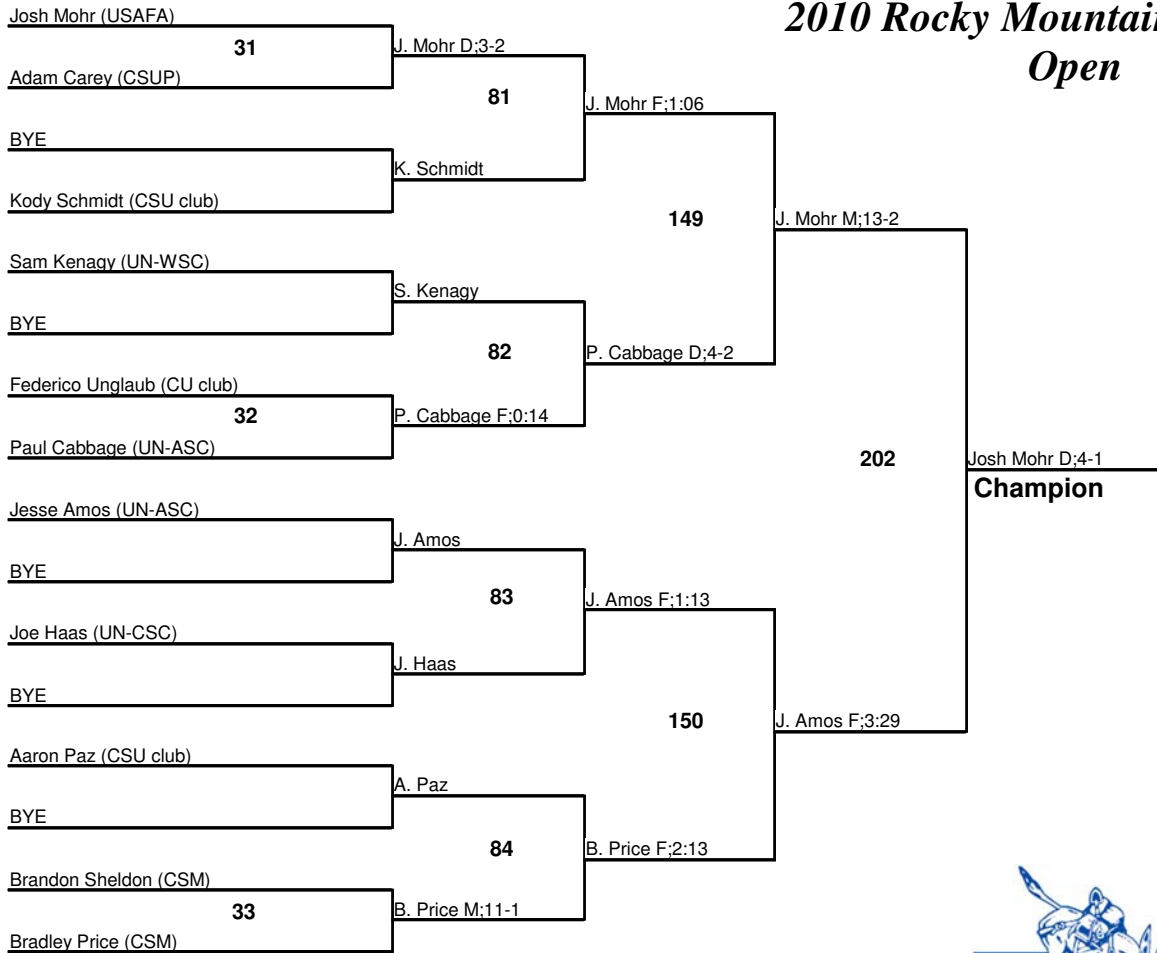 2010 Rocky Mountain
Open
Josh Mohr (USAFA)
31
Adam Carey (CSUP)
J. Mohr D;3-2
81
BYE
K. Schmidt
Kody Schmidt (CSU club)
J. Mohr F;1:06
149
Sam Kenagy (UN-WSC)
S. Kenagy
BYE
82
Federico Unglaub (CU club)
32
Paul Cabbage (UN-ASC)
P. Cabbage F;0:14
P. Cabbage D;4-2
J. Mohr M;13-2
202
Josh Mohr D;4-1
Champion
Jesse Amos (UN-ASC)
J. Amos
BYE
83
Joe Haas (UN-CSC)
J. Haas
BYE
J. Amos F;1:13
150
J. Amos F;3:29
Aaron Paz (CSU club)
A. Paz
BYE
84
B. Price F;2:13
Brandon Sheldon (CSM)
33
B. Price M;11-1
Bradley Price (CSM)